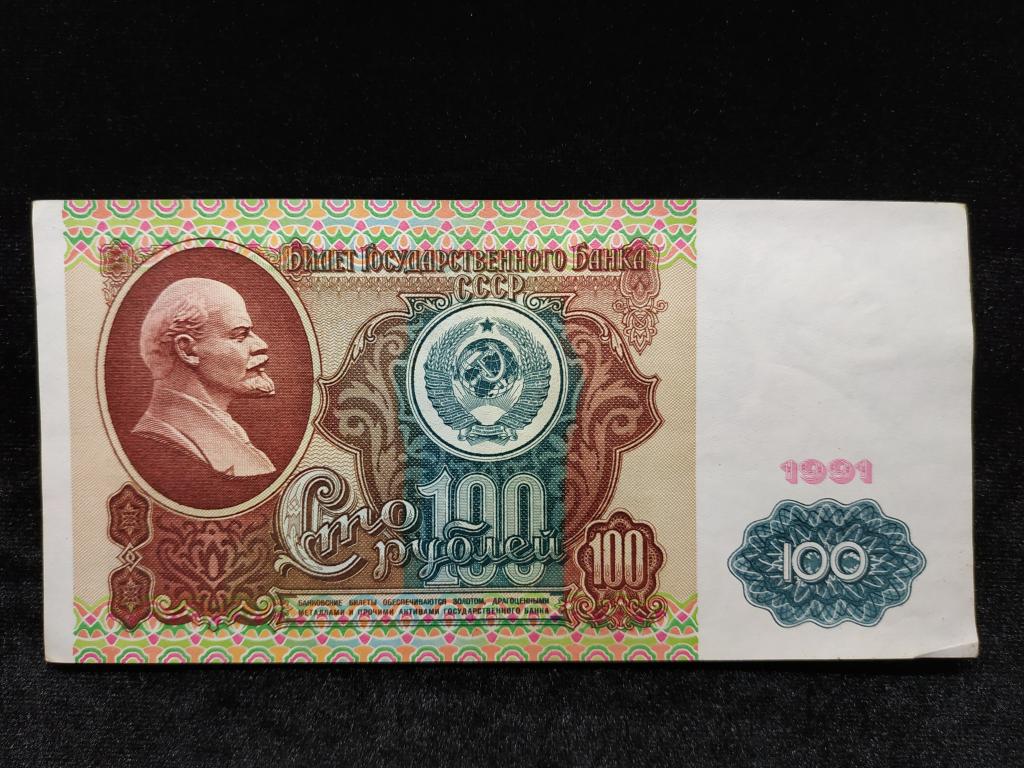 Билет Государственного Банка
СССР
1991
100
Сто
рублей
100
100
БАНКОВСКИЕ БИЛЕТЫ ОБЕСПЕЧИВАЮТСЯ ЗОЛОТОМ, ДРАГОЦЕННЫМИ
МЕТАЛЛАМИ И ПРОЧИМИ АКТИВАМИ ГОСУДАРСТВЕННОГО БАНКА